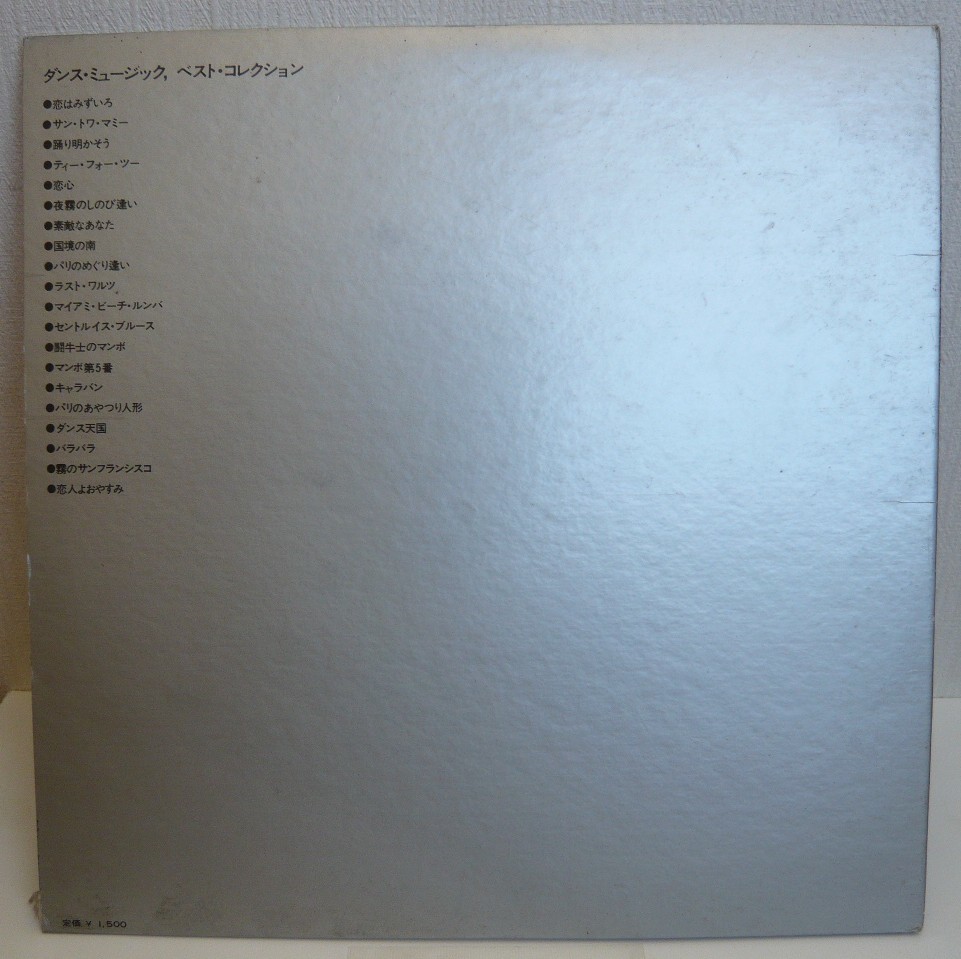 ダンス・ミュージック, ベスト・コレクション
●恋はみずいろ
●サン・トワ・マミー
●踊り明かそう
●ティー・フォー・ツー
●恋心
●夜霧のしのび逢い
●素敵なあなた
●国境の南
●パリのめぐり逢い
●ラスト・ワルツ
●マイアミ・ビーチ・ルンバ
●セントルイス・ブルース
●闘牛士のマンボ
●マンボ第5番
●キャラバン
●パリのあやつり人形
●ダンス天国
●バラバラ
●霧のサンフランシスコ
●恋人よおやすみ
定価 ¥ 1,500